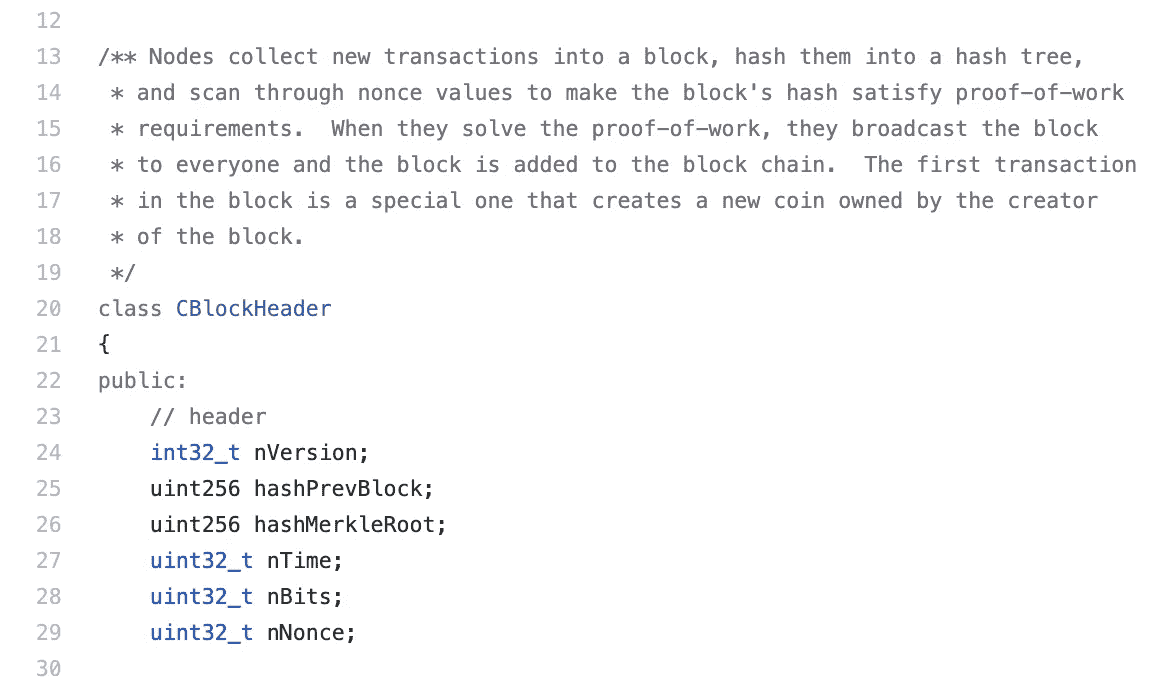 12
13 /** Nodes collect new transactions into a block, hash them into a hash tree,
14  * and scan through nonce values to make the block's hash satisfy proof-of-work
15  * requirements.  When they solve the proof-of-work, they broadcast the block
16  * to everyone and the block is added to the block chain.  The first transaction
17  * in the block is a special one that creates a new coin owned by the creator
18  * of the block.
19  */
20 class CBlockHeader
21 {
22 public:
23     // header
24     int32_t nVersion;
25     uint256 hashPrevBlock;
26     uint256 hashMerkleRoot;
27     uint32_t nTime;
28     uint32_t nBits;
29     uint32_t nNonce;
30